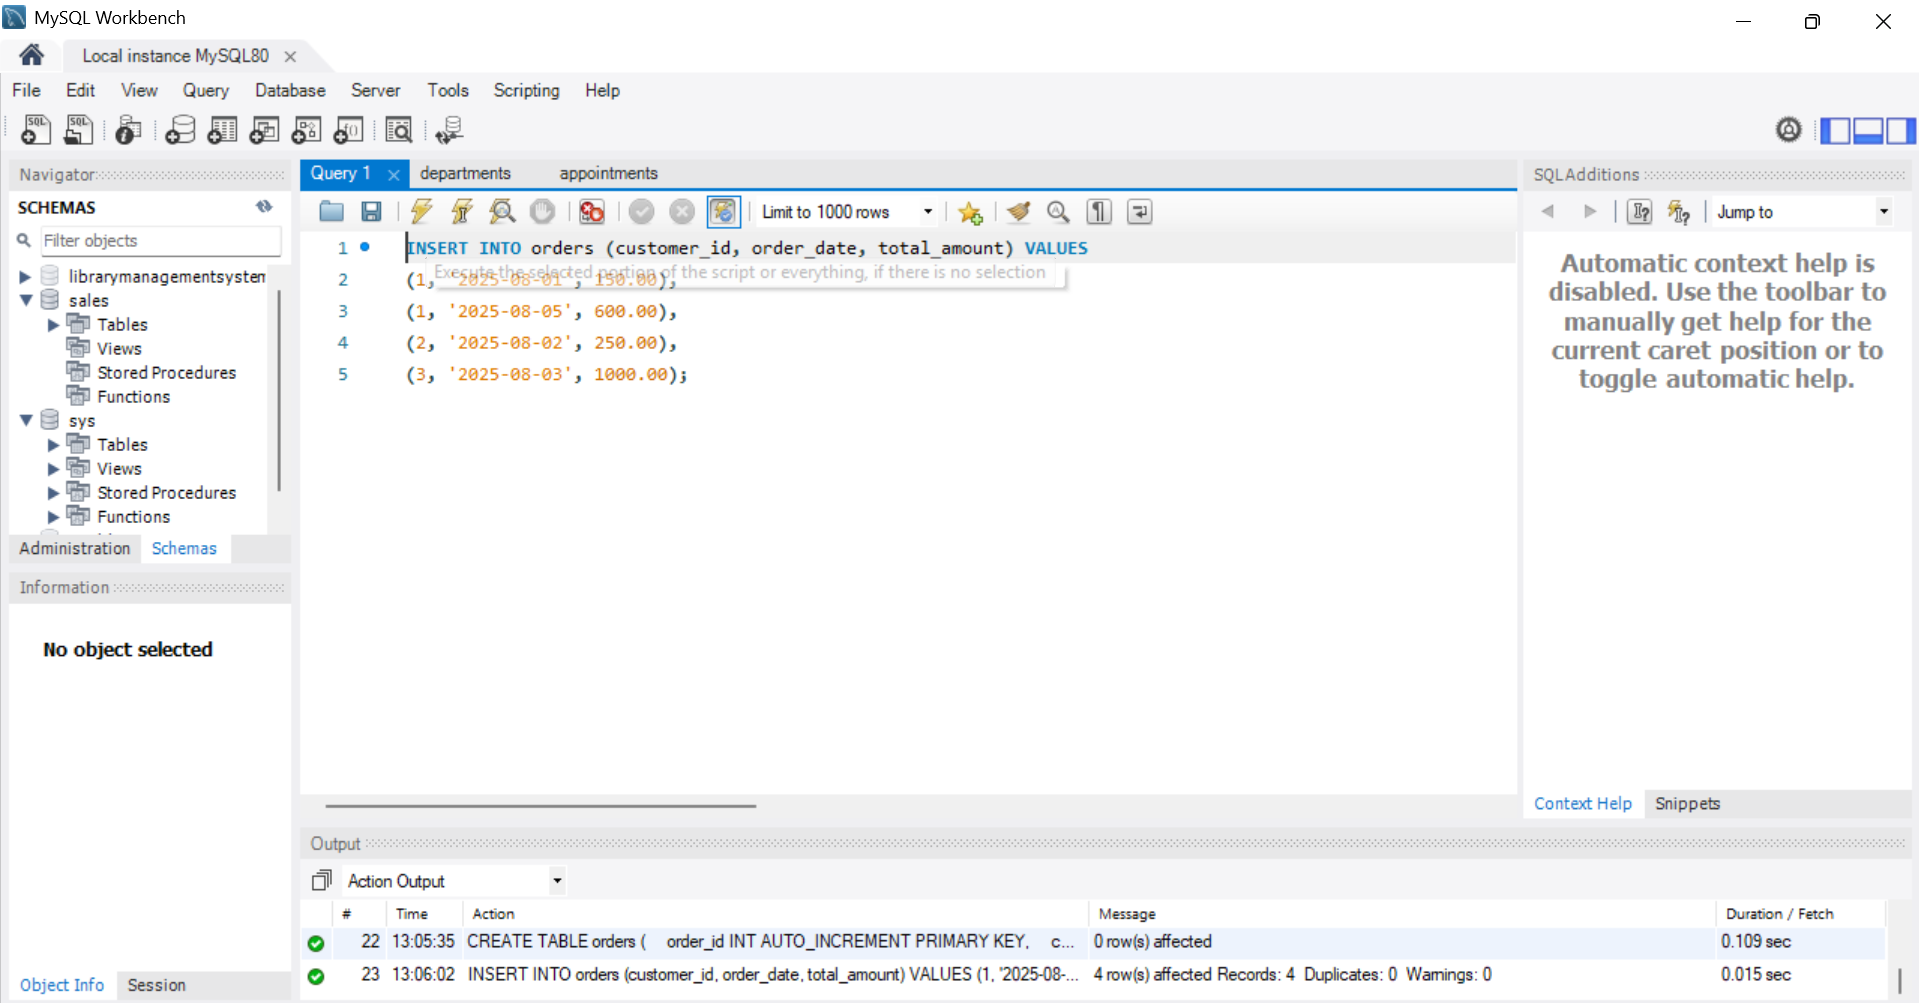 MySQL Workbench
Local instance MySQL80
File Edit View Query Database Server Tools Scripting Help
Navigator
SCHEMAS
Filter objects
librarymanagementsystem
sales
Tables
Views
Stored Procedures
Functions
sys
Tables
Views
Stored Procedures
Functions
Administration Schemas
Information
No object selected
Object Info Session
Query 1 departments appointments
Limit to 1000 rows
1 INSERT INTO orders (customer_id, order_date, total_amount) VALUES
Execute the selected portion of the script or everything, if there is no selection
2 (1, '2025-08-01', 150.00),
3 (1, '2025-08-05', 600.00),
4 (2, '2025-08-02', 250.00),
5 (3, '2025-08-03', 1000.00);
SQLAdditions
Jump to
Automatic context help is
disabled. Use the toolbar to
manually get help for the
current caret position or to
toggle automatic help.
Context Help Snippets
Output
Action Output
# Time Action Message Duration / Fetch
22 13:05:35 CREATE TABLE orders ( order_id INT AUTO_INCREMENT PRIMARY KEY, c... 0 row(s) affected 0.109 sec
23 13:06:02 INSERT INTO orders (customer_id, order_date, total_amount) VALUES (1, '2025-08-... 4 row(s) affected Records: 4 Duplicates: 0 Warnings: 0 0.015 sec